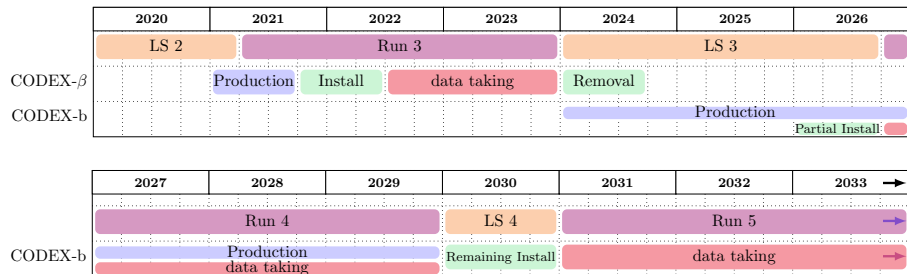 2020 2021 2022 2023 2024 2025 2026
LS 2 Run 3 LS 3
CODEX-β Production Install data taking Removal
CODEX-b Production
Partial Install
2027 2028 2029 2030 2031 2032 2033
Run 4 LS 4 Run 5
CODEX-b Production Remaining Install data taking
data taking